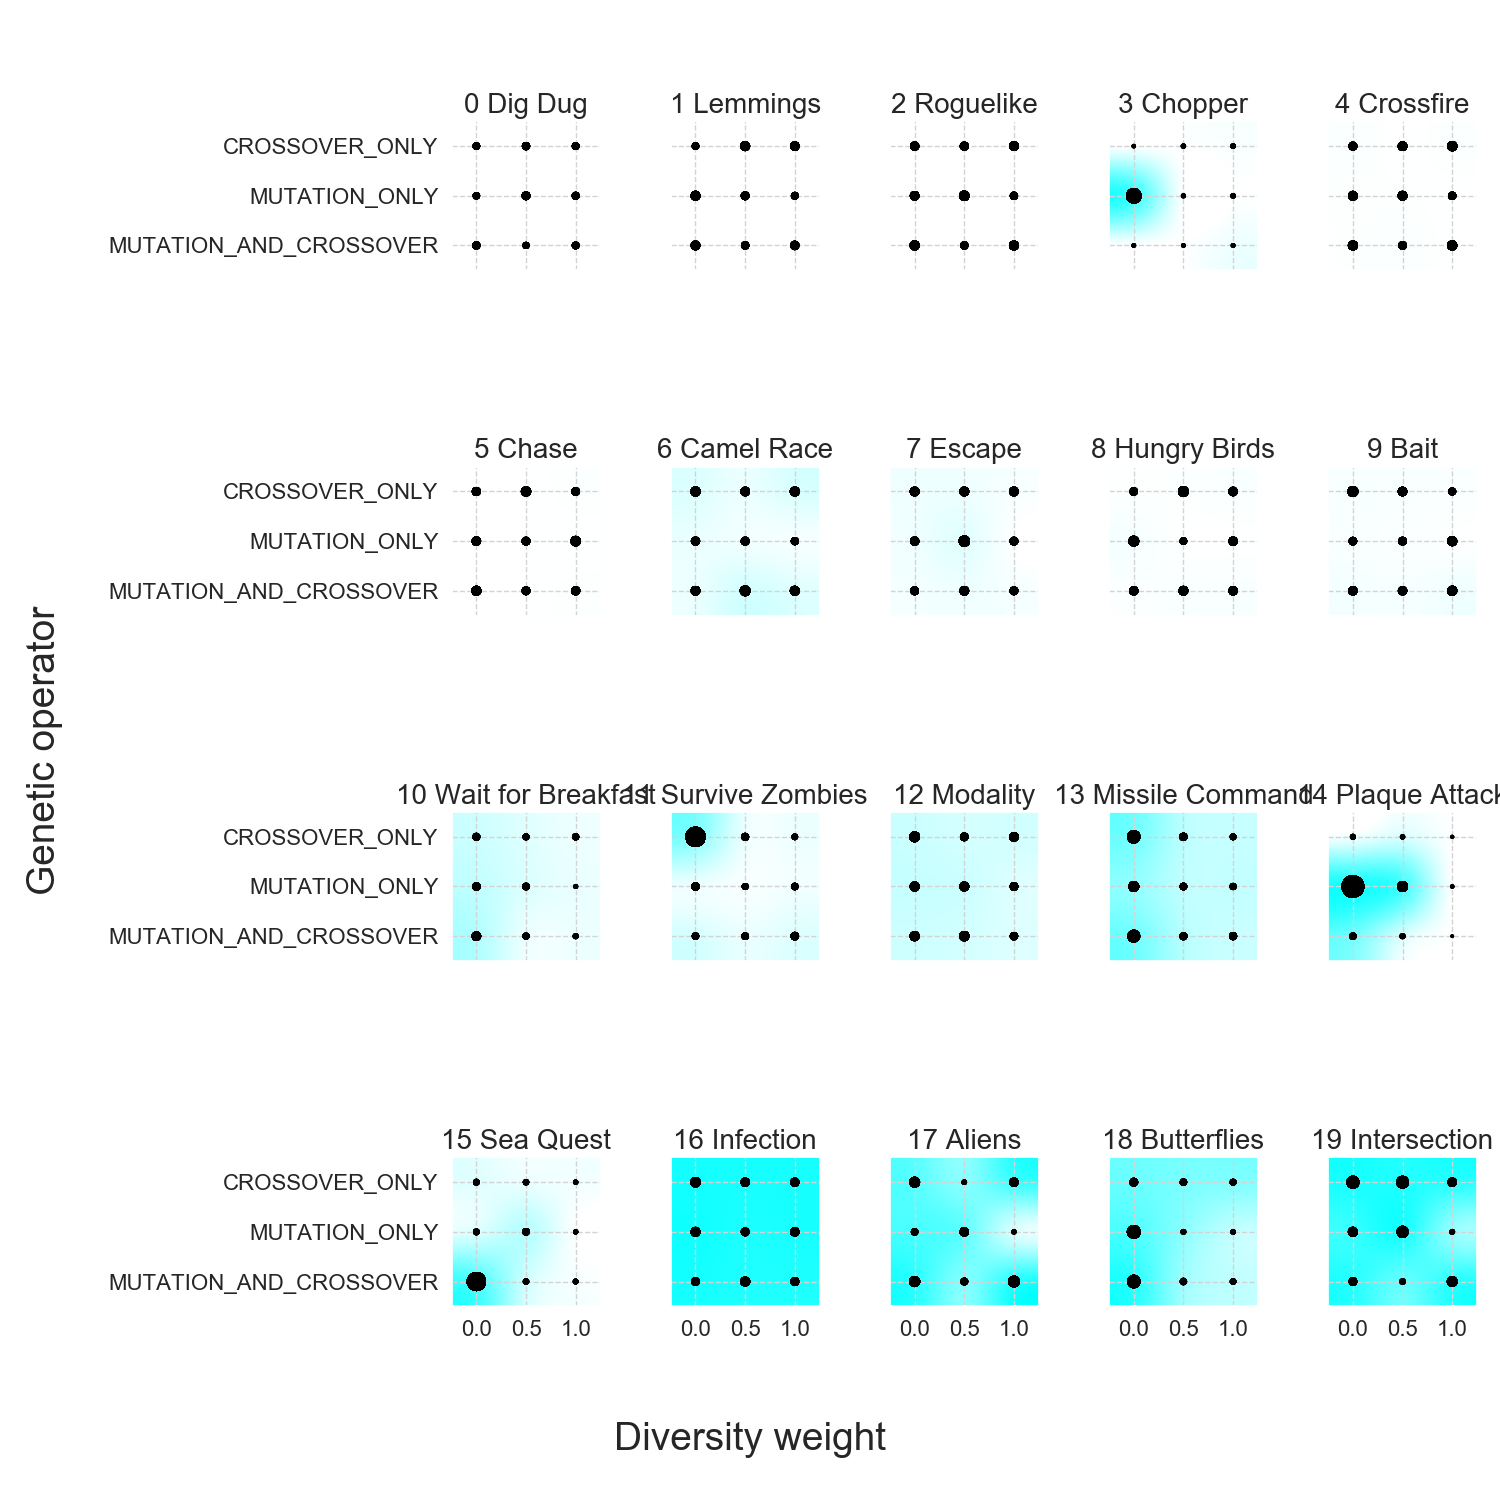 0 Dig Dug
1 Lemmings
2 Roguelike
3 Chopper
4 Crossfire
CROSSOVER_ONLY
MUTATION_ONLY
MUTATION_AND_CROSSOVER
5 Chase
6 Camel Race
7 Escape
8 Hungry Birds
9 Bait
CROSSOVER_ONLY
MUTATION_ONLY
MUTATION_AND_CROSSOVER
Genetic operator
10 Wait for Breakfast
11 Survive Zombies
12 Modality
13 Missile Command
14 Plaque Attack
CROSSOVER_ONLY
MUTATION_ONLY
MUTATION_AND_CROSSOVER
15 Sea Quest
16 Infection
17 Aliens
18 Butterflies
19 Intersection
CROSSOVER_ONLY
MUTATION_ONLY
MUTATION_AND_CROSSOVER
0.0 0.5 1.0
0.0 0.5 1.0
0.0 0.5 1.0
0.0 0.5 1.0
0.0 0.5 1.0
Diversity weight